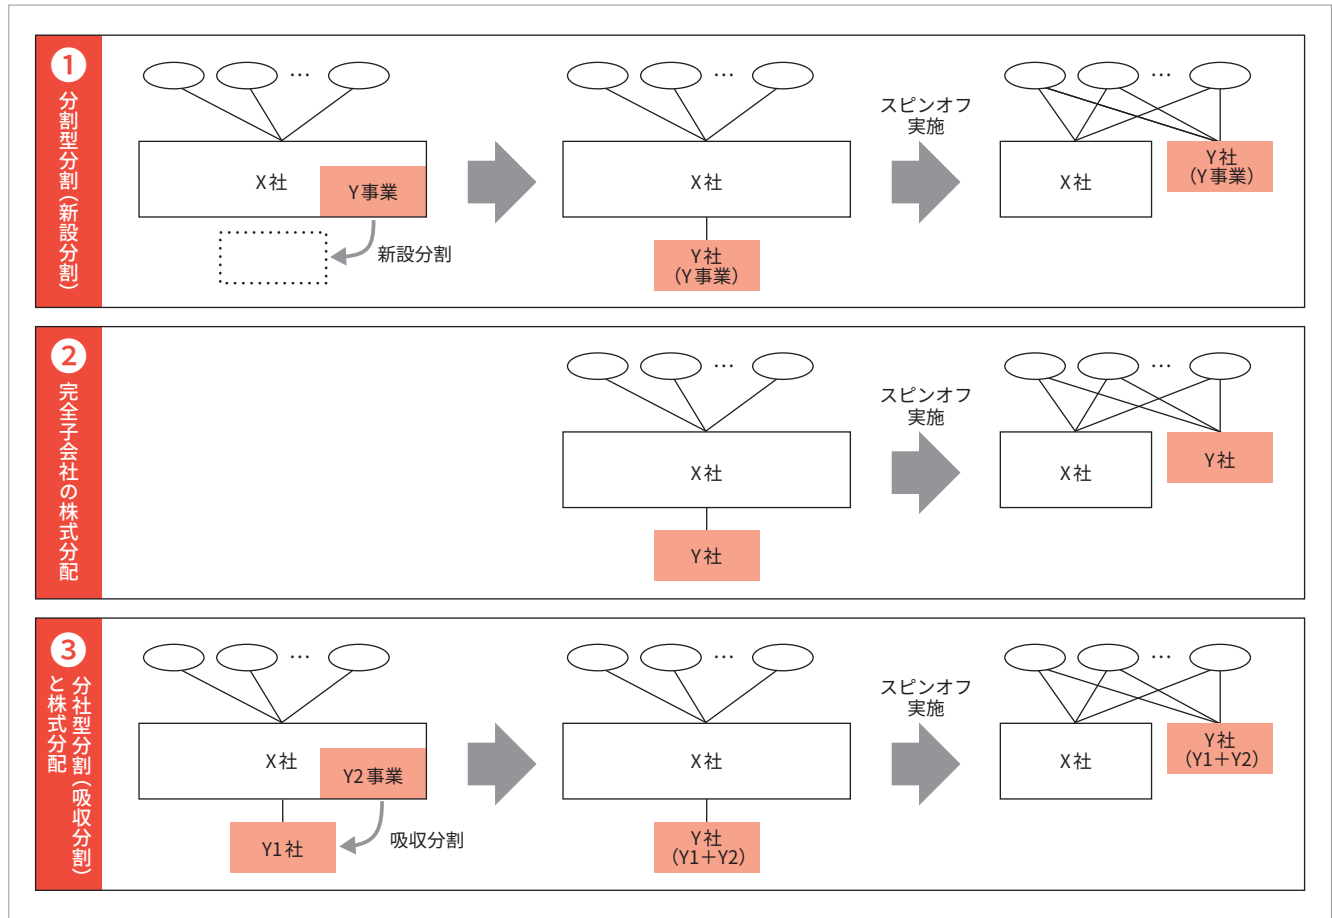 1
分割型分割（新設分割）
…
X社
Y事業
新設分割
…
X社
Y社
（Y事業）
スピンオフ
実施
…
X社
Y社
（Y事業）
2
完全子会社の株式分配
…
X社
Y社
スピンオフ
実施
…
X社
Y社
3
分社型分割（吸収分割）
と株式分配
…
X社
Y2事業
Y1社
吸収分割
…
X社
Y社
（Y1＋Y2）
スピンオフ
実施
…
X社
Y社
（Y1＋Y2）